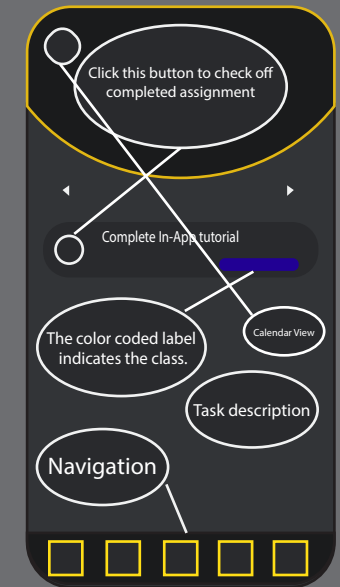 Click this button to check off
completed assignment
Complete In-App tutorial
The color coded label
indicates the class.
Calendar View
Task description
Navigation